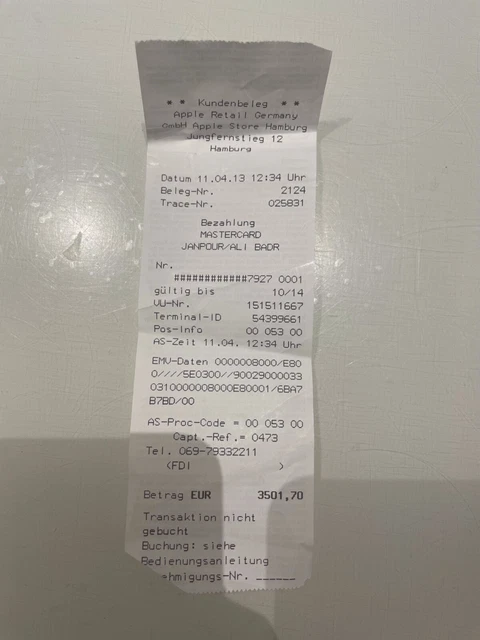 * * Kundenbeleg * *
Apple Retail Germany
GmbH Apple Store Hamburg
Jungfernstieg 12
Hamburg
Datum 11.04.13 12:34 Uhr
Beleg-Nr. 2124
Trace-Nr. 025831
Bezahlung
MASTERCARD
JANPOUR/ALI BADR
Nr.
############7927 0001
gültig bis 10/14
VU-Nr. 151511667
Terminal-ID 54399661
Pos-Info 00 053 00
AS-Zeit 11.04. 12:34 Uhr
EMV-Daten 0000008000/E80
0////5E0300//90029000033
0310000008000E80001/6BA7
B7BD/00
AS-Proc-Code = 00 053 00
Capt.-Ref.= 0473
Tel. 069-79332211
(FDI )
Betrag EUR 3501,70
Transaktion nicht
gebucht
Buchung: siehe
Bedienungsanleitung
ehmigungs-Nr. ______